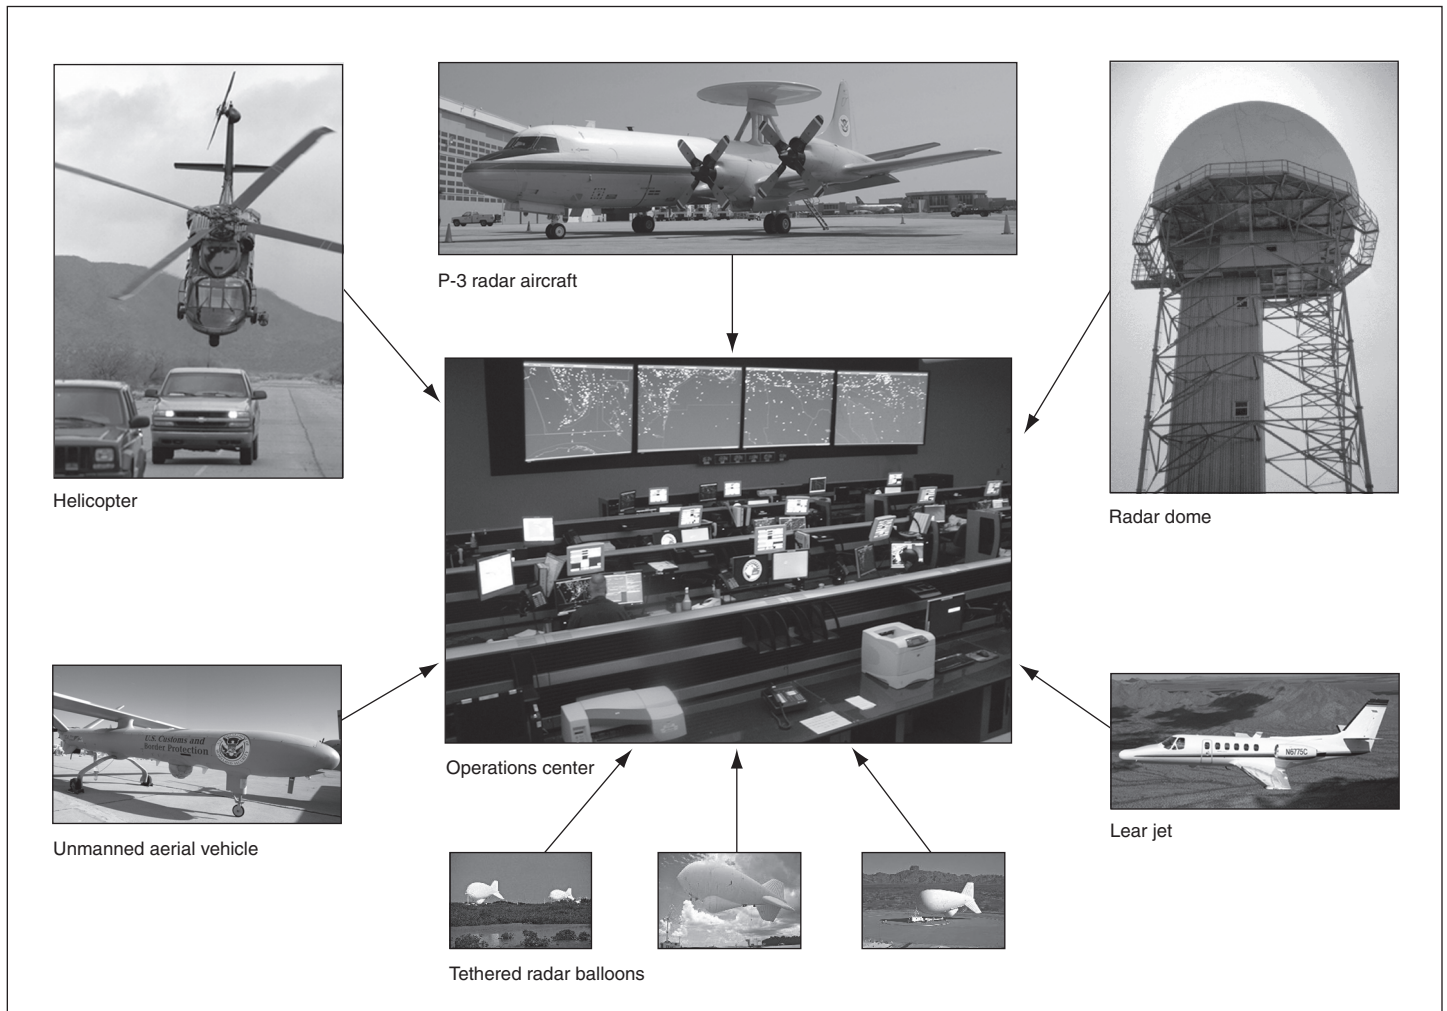 P-3 radar aircraft
Helicopter
Radar dome
U.S. Customs and
Border Protection
N6775C
Operations center
Unmanned aerial vehicle
Lear jet
Tethered radar balloons